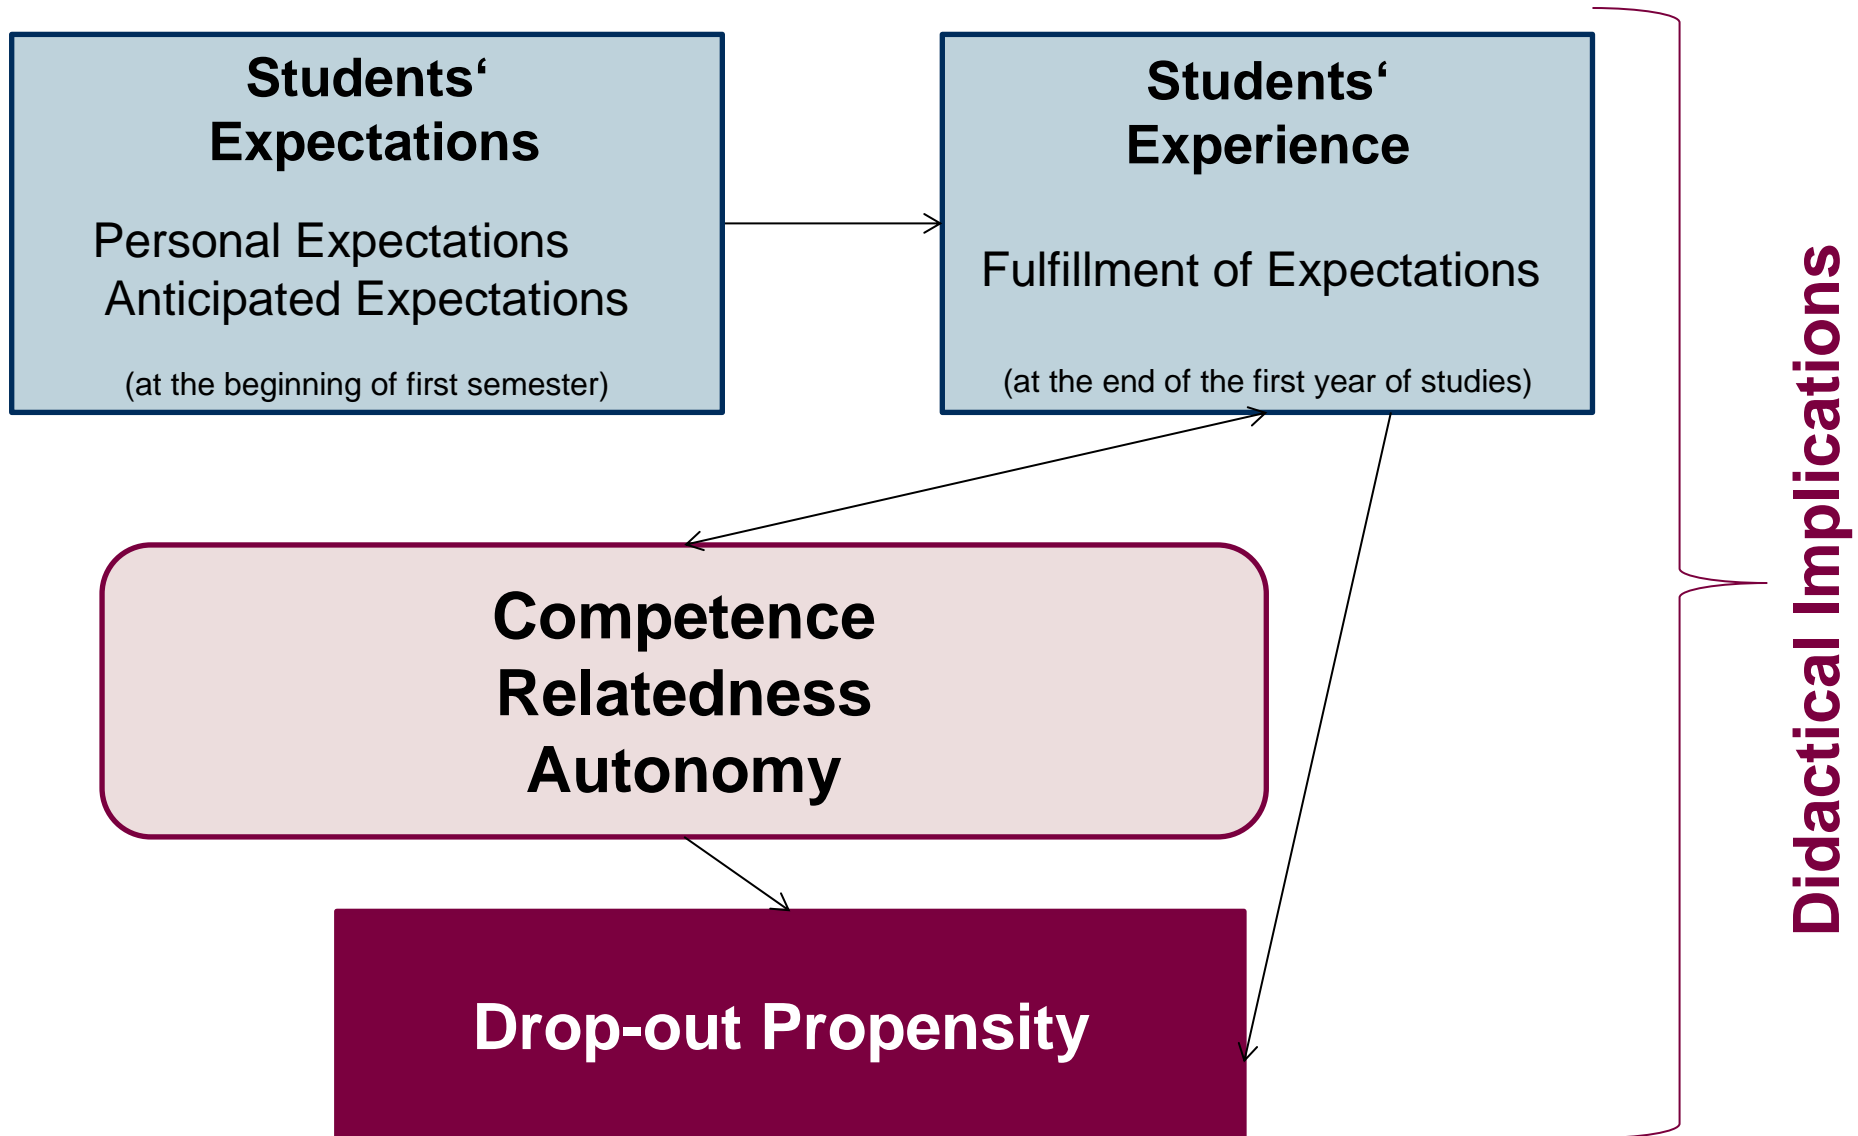 Students‘
Expectations
Personal Expectations
Anticipated Expectations
(at the beginning of first semester)
Students‘
Experience
Fulfillment of Expectations
(at the end of the first year of studies)
Competence
Relatedness
Autonomy
Drop-out Propensity
Didactical Implications